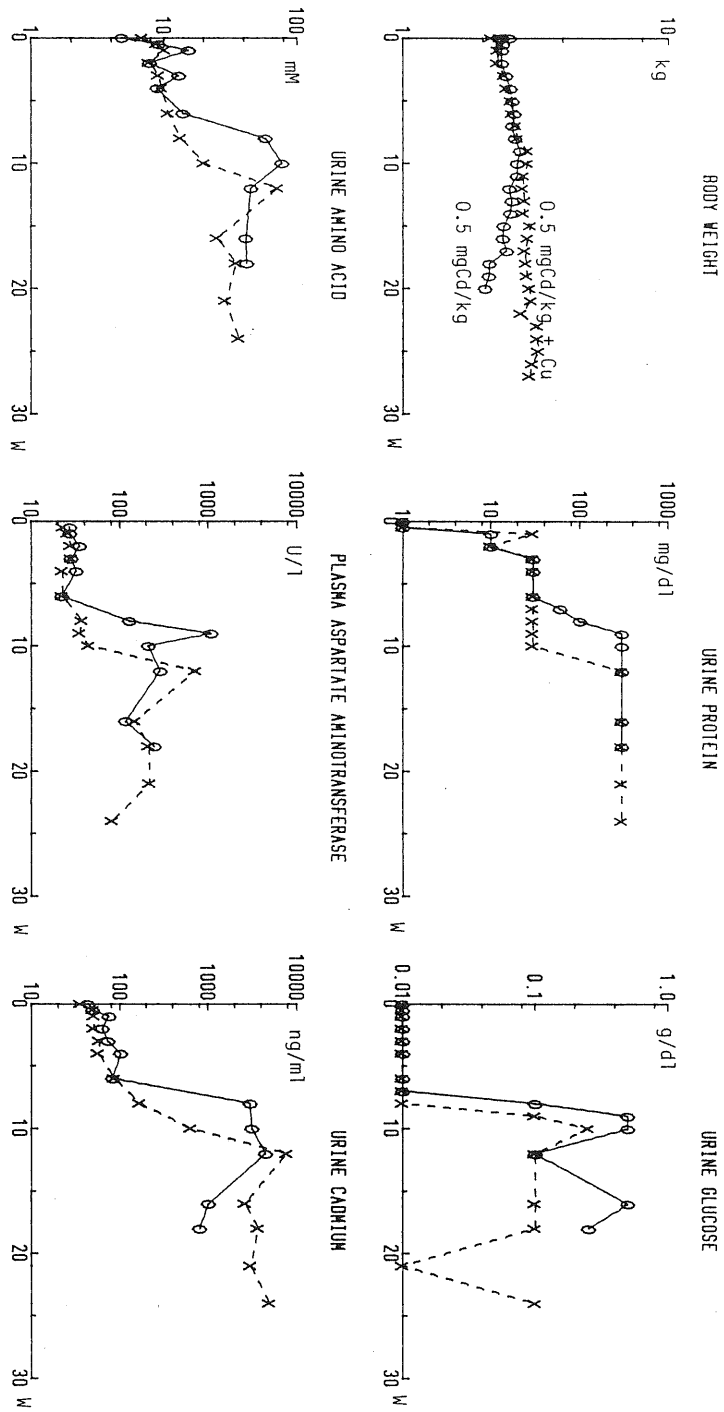 BODY WEIGHT
10
kg
0.5 mgCd/kg + Cu
0.5 mgCd/kg
1
0 10 20 30 W
URINE PROTEIN
1000
mg/dl
100
10
1
0 10 20 30 W
URINE GLUCOSE
1.0
g/dl
0.1
0.01
0 10 20 30 W
URINE AMINO ACID
100
mM
10
1
0 10 20 30 W
PLASMA ASPARTATE AMINOTRANSFERASE
10000
U/l
1000
100
10
0 10 20 30 W
URINE CADMIUM
10000
ng/ml
1000
100
10
0 10 20 30 W